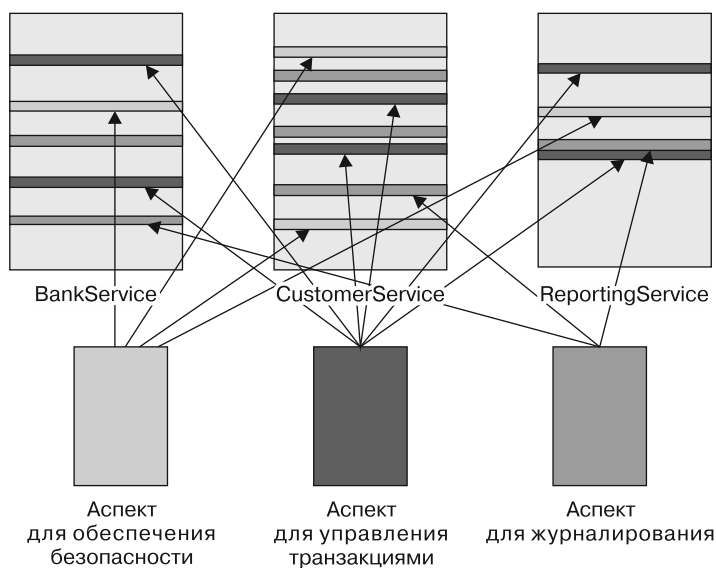 BankService
CustomerService
ReportingService
Аспект
для обеспечения
безопасности
Аспект
для управления
транзакциями
Аспект
для журналирования